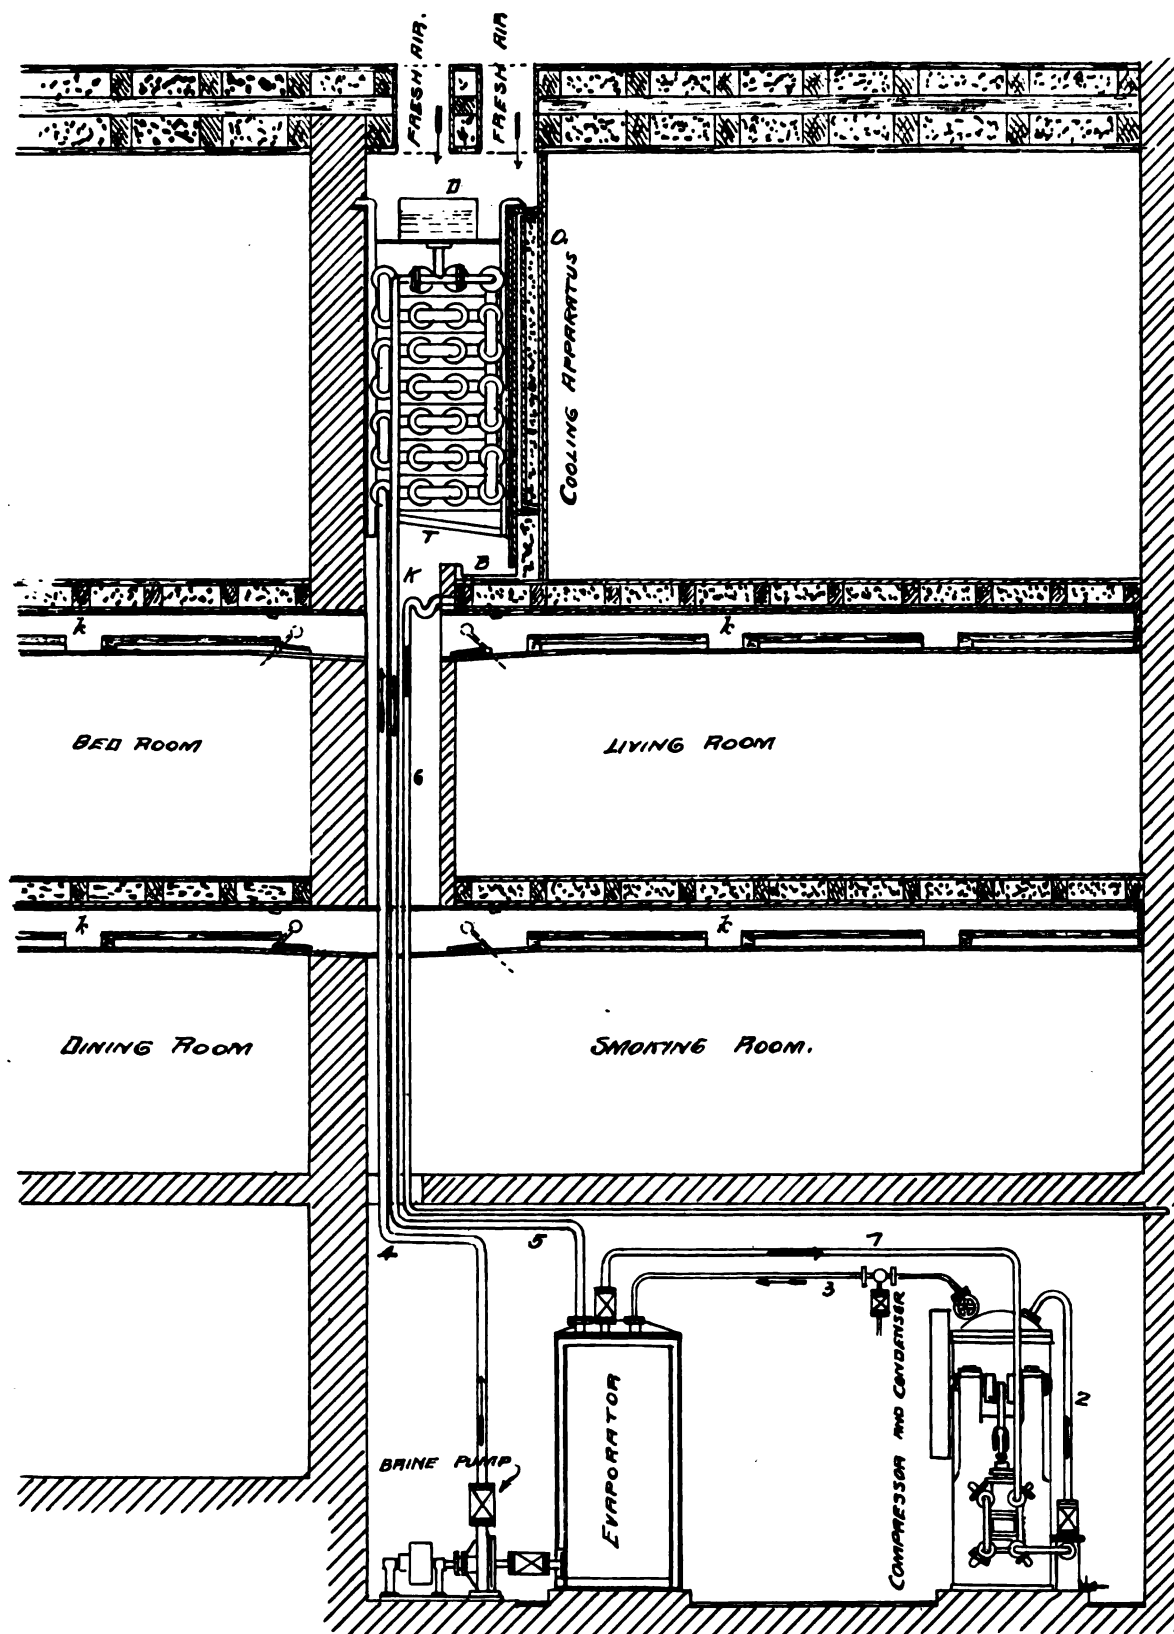 FRESH AIR.
FRESH AIR
D
O.
COOLING APPARATUS
T
B
K
k
k
BED ROOM
LIVING ROOM
6
k
k
DINING ROOM
SMOKING ROOM.
4
5
7
3
2
BRINE PUMP
EVAPORATOR
COMPRESSOR AND CONDENSER